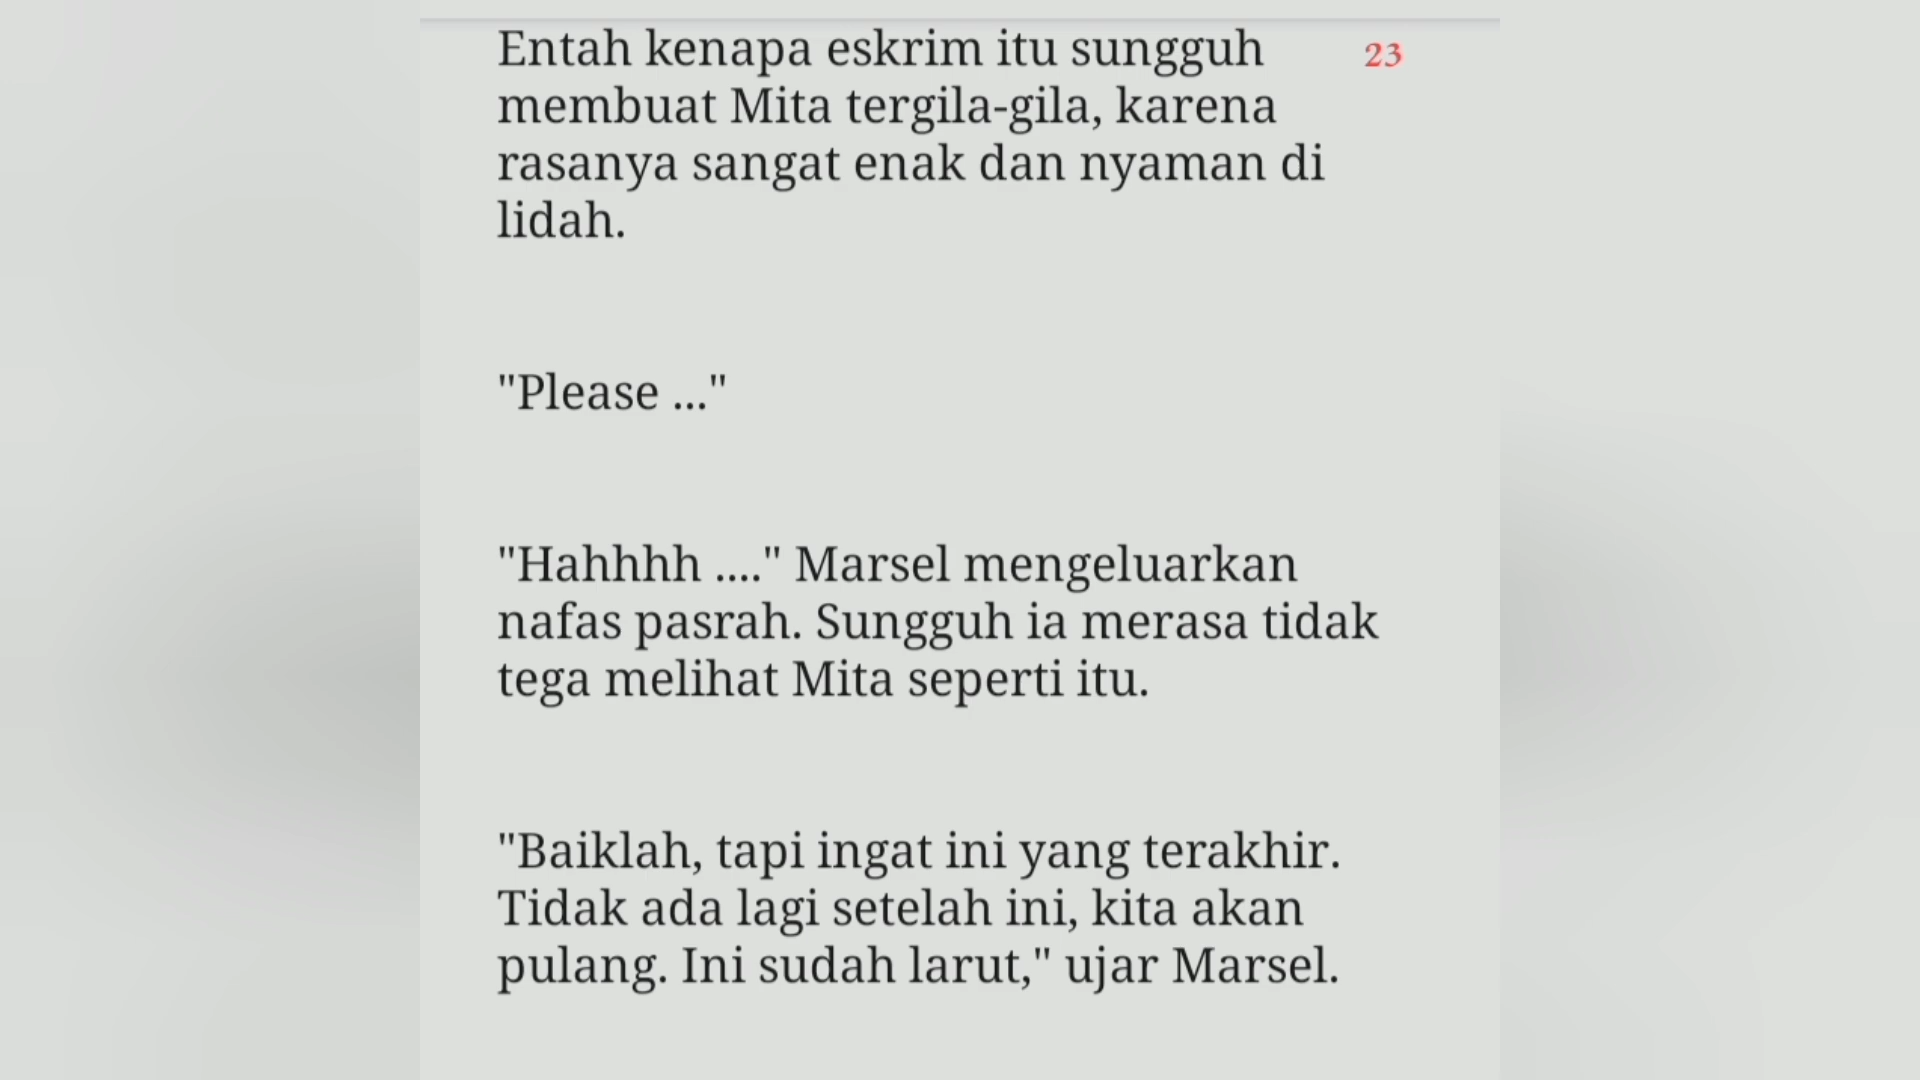 Entah kenapa eskrim itu sungguh 23
membuat Mita tergila-gila, karena
rasanya sangat enak dan nyaman di
lidah.
"Please ..."
"Hahhhh ...." Marsel mengeluarkan
nafas pasrah. Sungguh ia merasa tidak
tega melihat Mita seperti itu.
"Baiklah, tapi ingat ini yang terakhir.
Tidak ada lagi setelah ini, kita akan
pulang. Ini sudah larut," ujar Marsel.